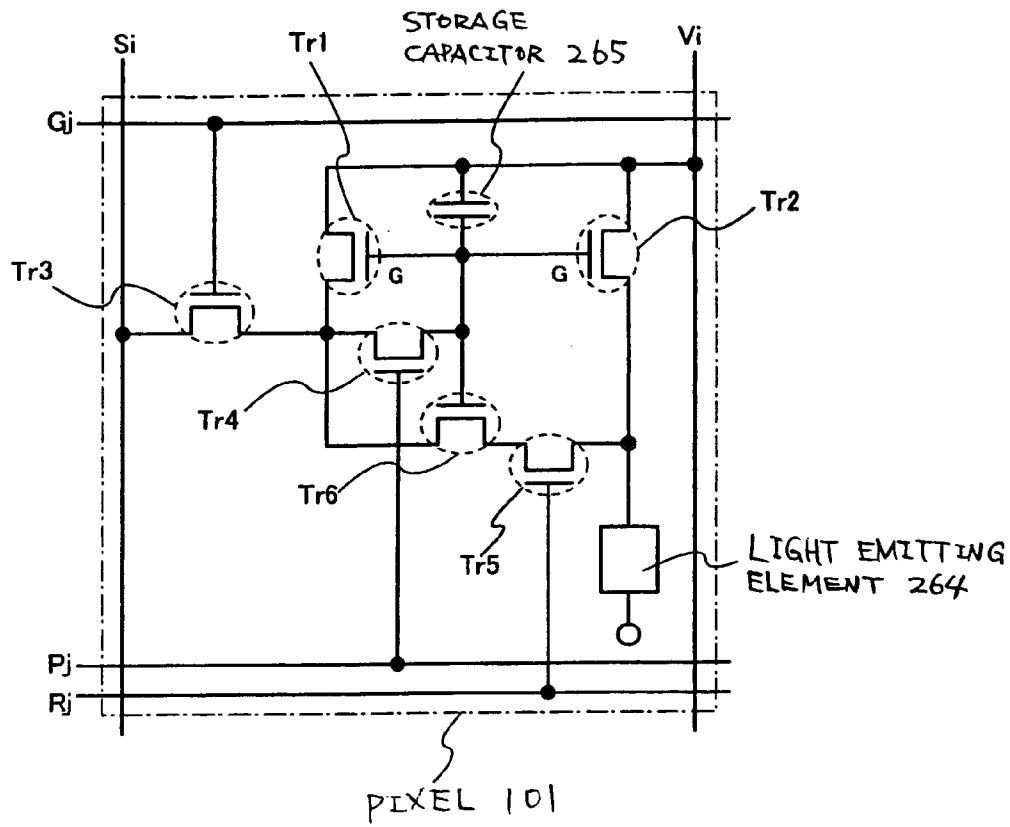 Si
Tr1
STORAGE
CAPACITOR 265
Vi
Gj
Tr2
Tr3
G
G
Tr4
Tr6
Tr5
LIGHT EMITTING
ELEMENT 264
Pj
Rj
PIXEL 101